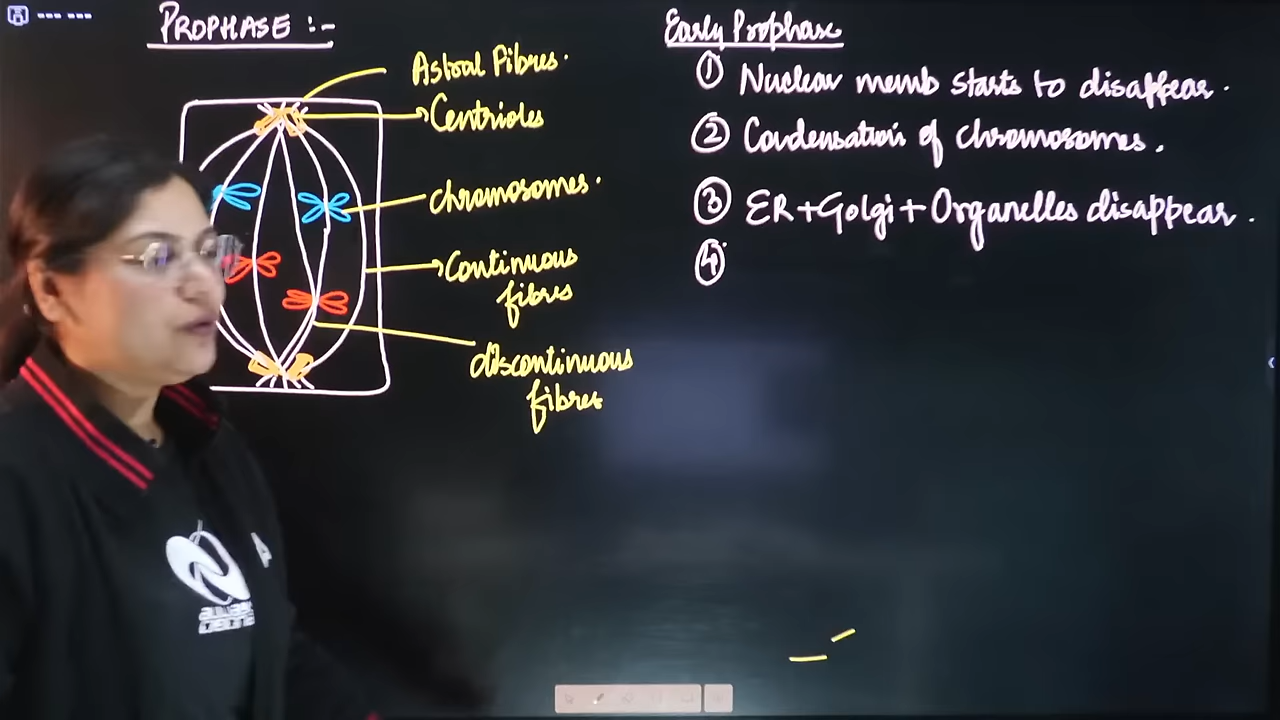 PROPHASE :-
Astral Fibres.
Centrioles
Chromosomes.
Continuous
fibres
discontinuous
fibres
Early Prophase
① Nuclear memb starts to disappear.
② Condensation of chromosomes.
③ ER+Golgi+Organelles disappear.
④